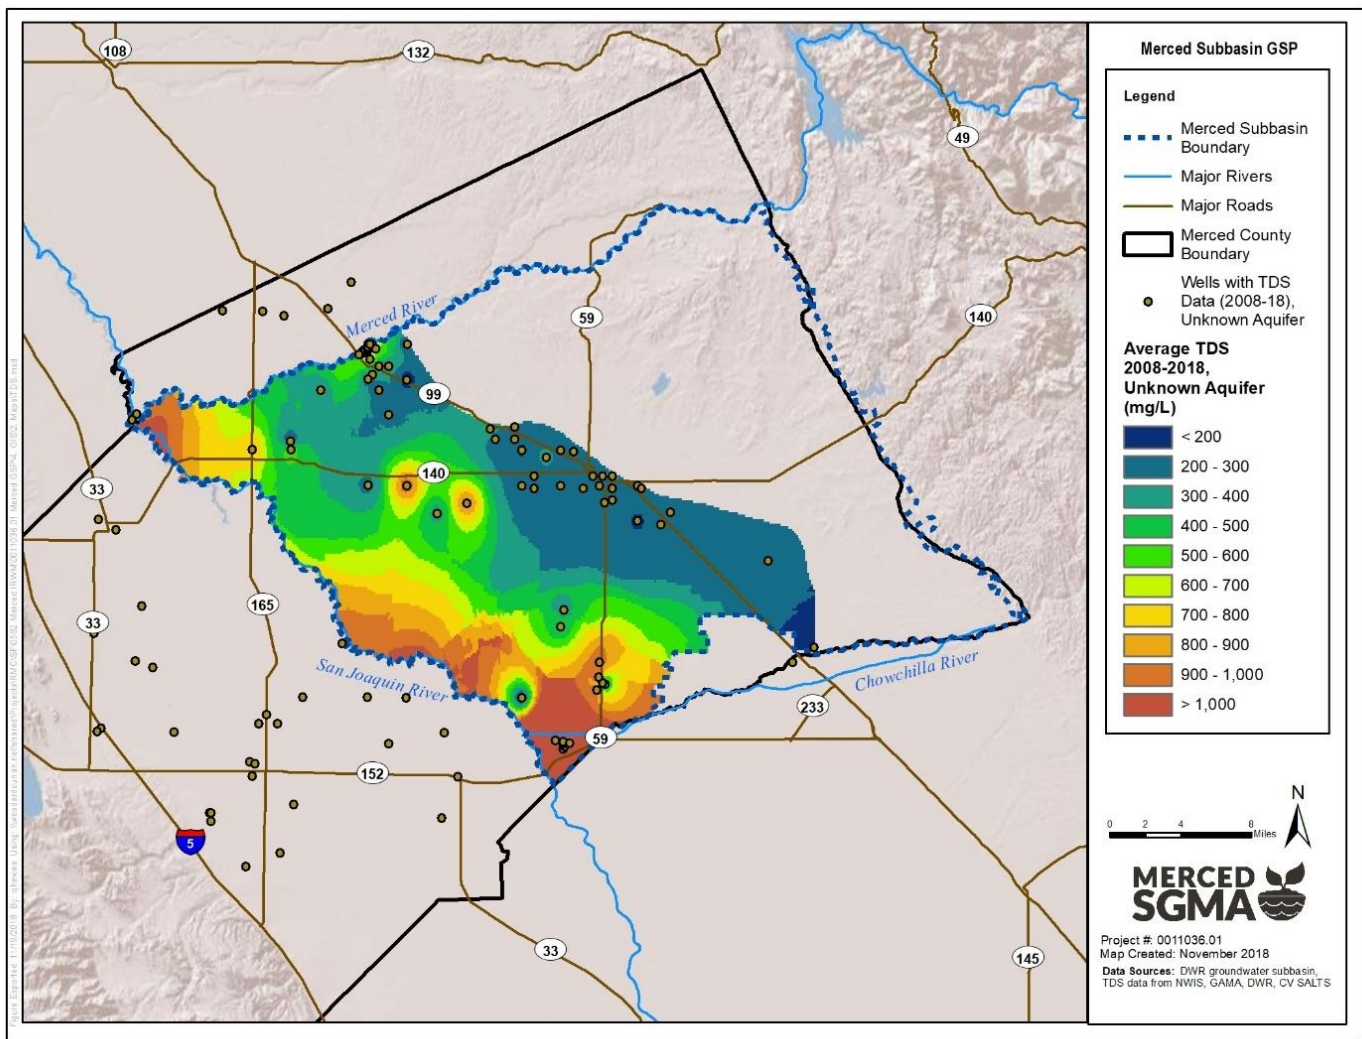 Merced Subbasin GSP
Legend
Merced Subbasin
Boundary
Major Rivers
Major Roads
Merced County
Boundary
Wells with TDS
Data (2008-18),
Unknown Aquifer
Average TDS
2008-2018,
Unknown Aquifer
(mg/L)
< 200
200 - 300
300 - 400
400 - 500
500 - 600
600 - 700
700 - 800
800 - 900
900 - 1,000
> 1,000
N
0 2 4 8
Miles
MERCED
SGMA
Project #: 0011036.01
Map Created: November 2018
Data Sources: DWR groundwater subbasin,
TDS data from NWIS, GAMA, DWR, CV SALTS
108
132
49
140
59
Merced River
99
140
33
165
33
San Joaquin River
Chowchilla River
233
59
152
5
33
145